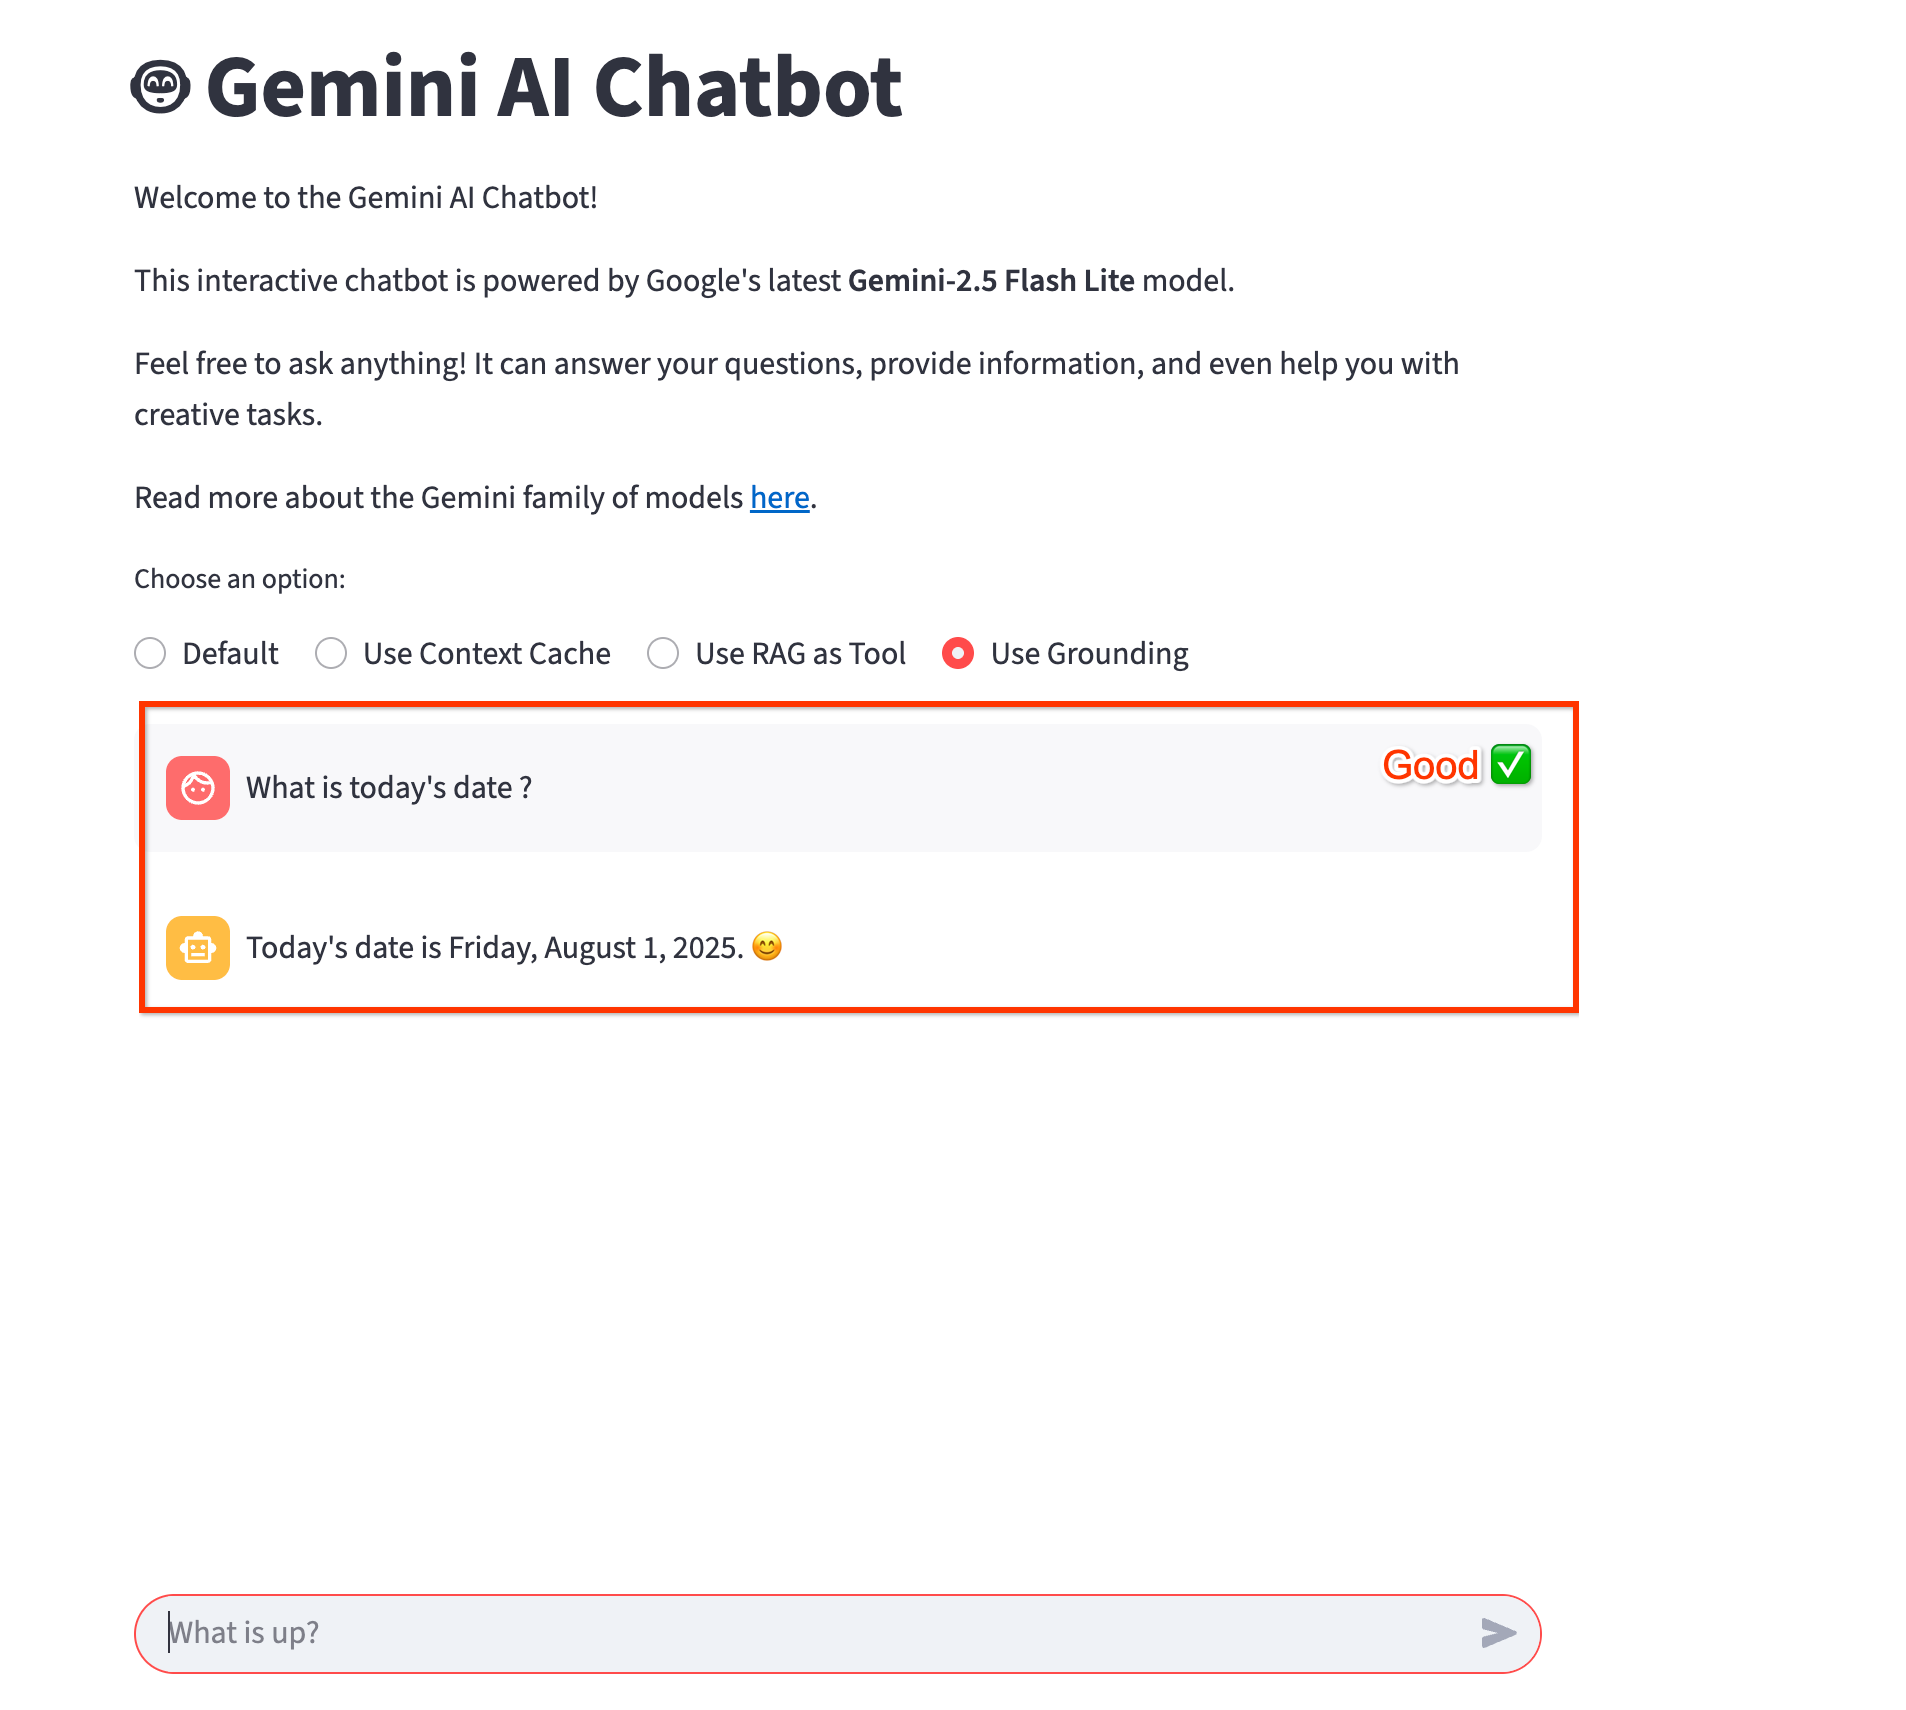 Gemini AI Chatbot
Welcome to the Gemini AI Chatbot!
This interactive chatbot is powered by Google's latest Gemini-2.5 Flash Lite model.
Feel free to ask anything! It can answer your questions, provide information, and even help you with
creative tasks.
Read more about the Gemini family of models here.
Choose an option:
Default Use Context Cache Use RAG as Tool Use Grounding
Good ✅
What is today's date ?
Today's date is Friday, August 1, 2025. 😊
What is up?